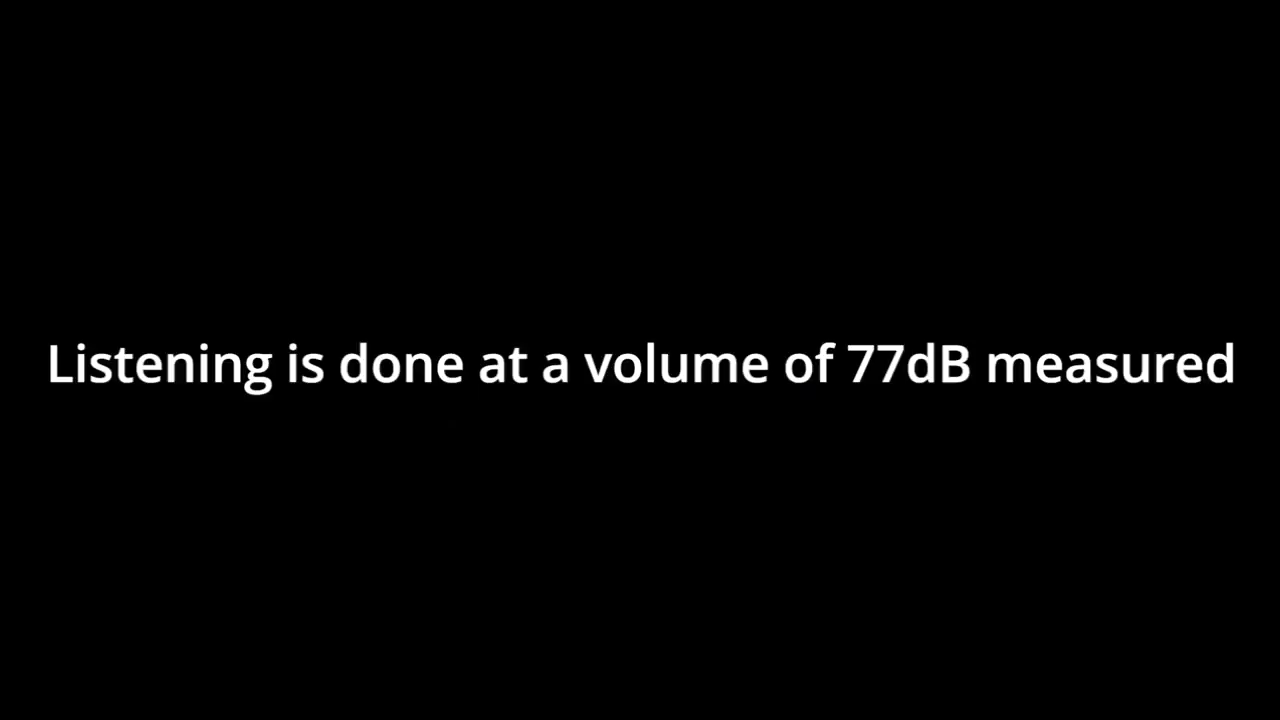 Listening is done at a volume of 77dB measured